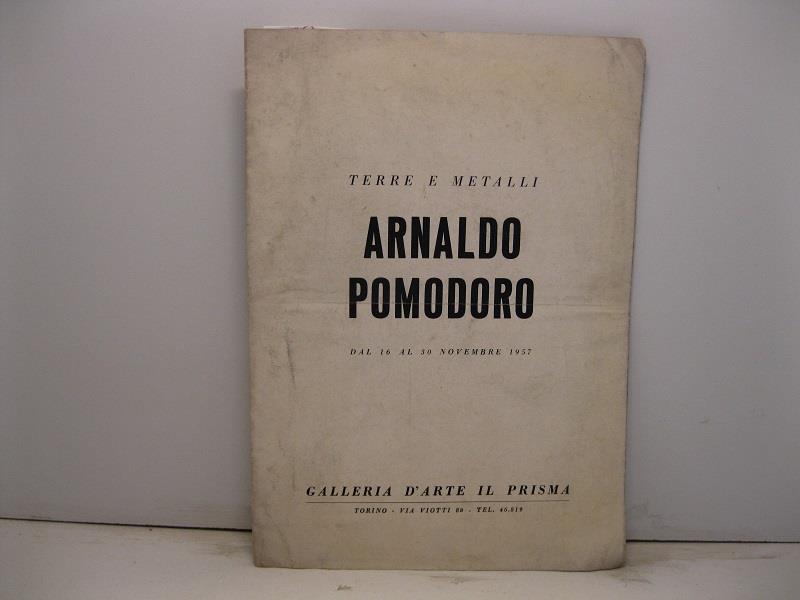 TERRE E METALLI
ARNALDO
POMODORO
DAL 16 AL 30 NOVEMBRE 1957
GALLERIA D'ARTE IL PRISMA
TORINO - VIA VIOTTI 8b - TEL. 46.819